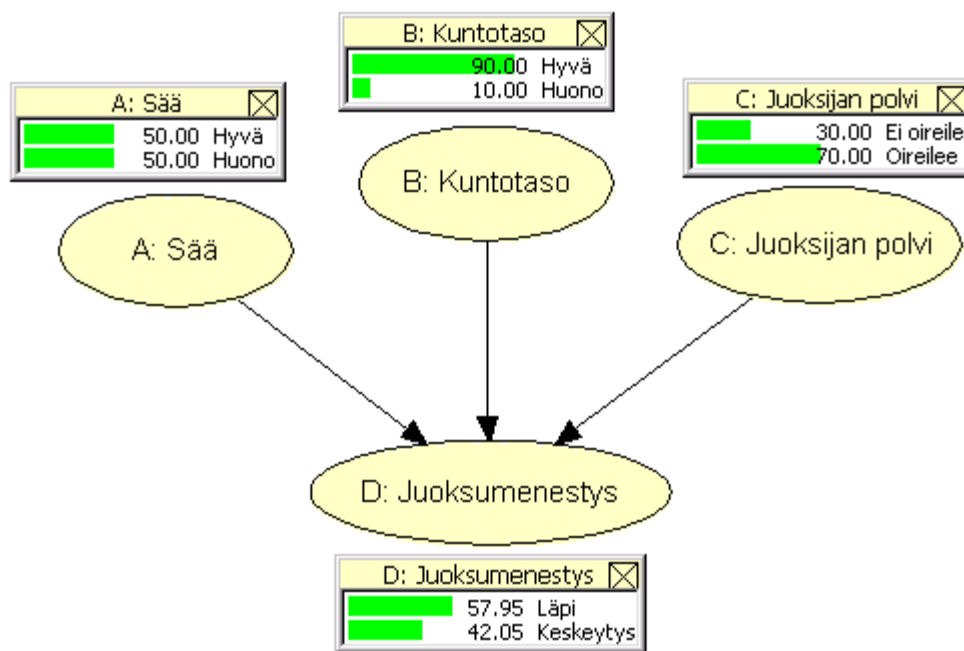 B: Kuntotaso
90.00 Hyvä
10.00 Huono
A: Sää
50.00 Hyvä
50.00 Huono
C: Juoksijan polvi
30.00 Ei oireile
70.00 Oireilee
B: Kuntotaso
A: Sää
C: Juoksijan polvi
D: Juoksumenestys
D: Juoksumenestys
57.95 Läpi
42.05 Keskeytys